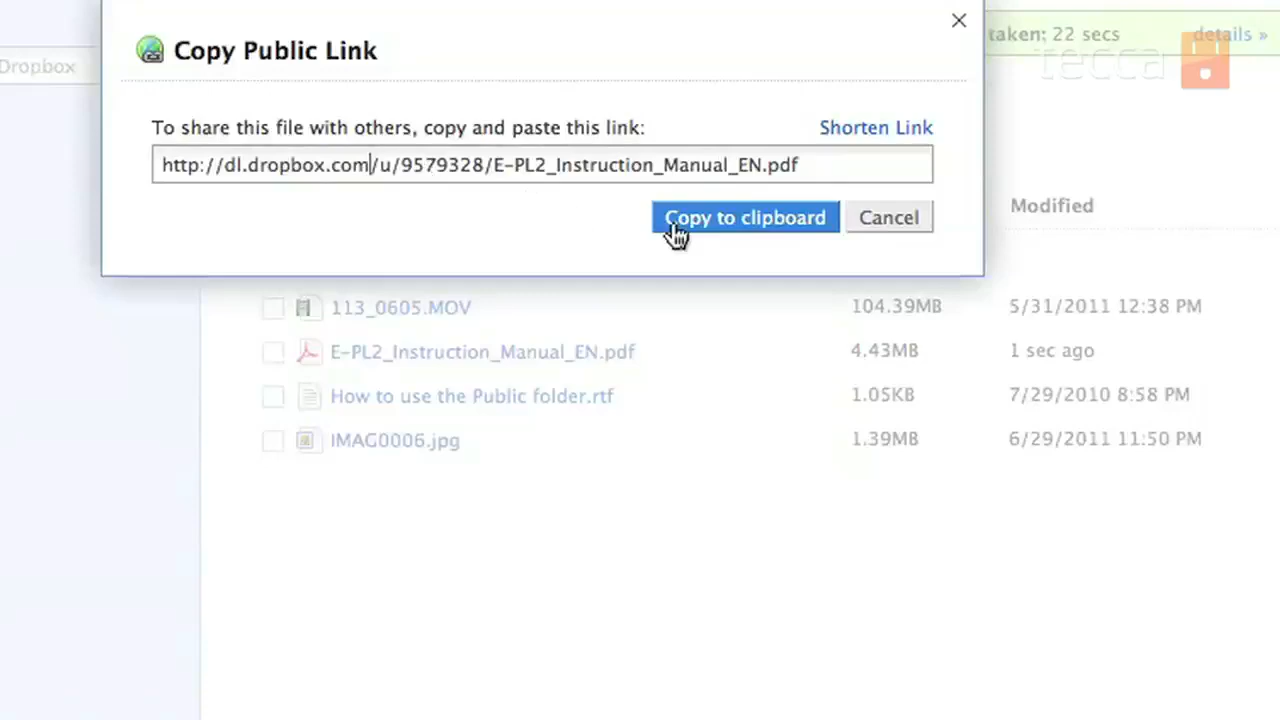 taken: 22 secs
details »
tecca
Dropbox
Copy Public Link
To share this file with others, copy and paste this link:
Shorten Link
http://dl.dropbox.com/u/9579328/E-PL2_Instruction_Manual_EN.pdf
Copy to clipboard
Cancel
Modified
113_0605.MOV 104.39MB 5/31/2011 12:38 PM
E-PL2_Instruction_Manual_EN.pdf 4.43MB 1 sec ago
How to use the Public folder.rtf 1.05KB 7/29/2010 8:58 PM
IMAG0006.jpg 1.39MB 6/29/2011 11:50 PM